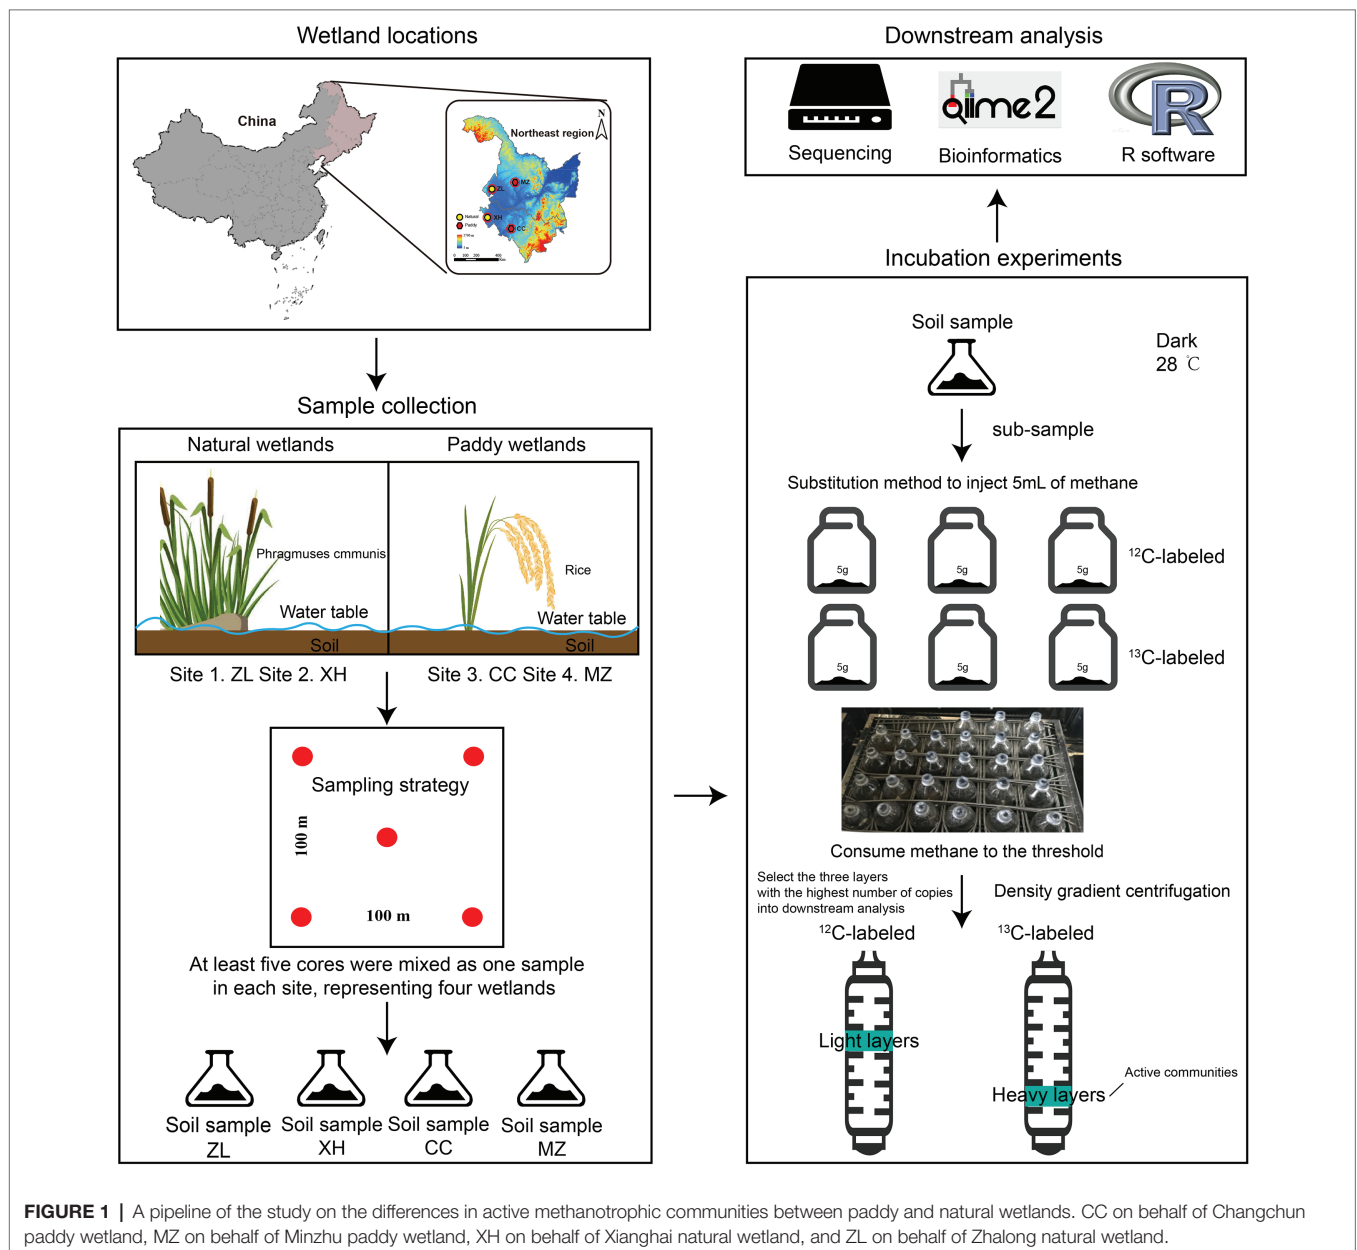 Wetland locations
China
Northeast region
N
ZL
MZ
XH
CC
Natural
Paddy
Sample collection
Natural wetlands
Paddy wetlands
Phragmuses cmmunis
Rice
Water table
Water table
Soil
Soil
Site 1. ZL Site 2. XH
Site 3. CC Site 4. MZ
Sampling strategy
100 m
100 m
At least five cores were mixed as one sample
in each site, representing four wetlands
Soil sample
ZL
Soil sample
XH
Soil sample
CC
Soil sample
MZ
Downstream analysis
qiime2
R
Sequencing
Bioinformatics
R software
Incubation experiments
Soil sample
Dark
28 ℃
sub-sample
Substitution method to inject 5mL of methane
5g
5g
5g
¹²C-labeled
5g
5g
5g
¹³C-labeled
Consume methane to the threshold
Select the three layers
with the highest number of copies
into downstream analysis
Density gradient centrifugation
¹²C-labeled
¹³C-labeled
Light layers
Heavy layers
Active communities
FIGURE 1 | A pipeline of the study on the differences in active methanotrophic communities between paddy and natural wetlands. CC on behalf of Changchun
paddy wetland, MZ on behalf of Minzhu paddy wetland, XH on behalf of Xianghai natural wetland, and ZL on behalf of Zhalong natural wetland.